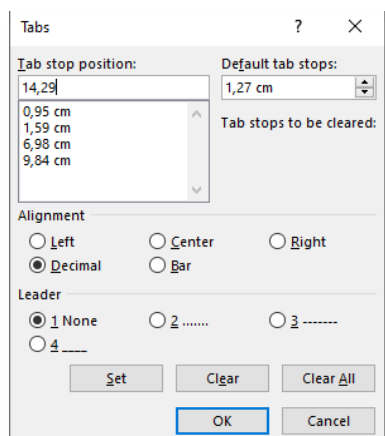 Tabs ? ×
Tab stop position: Default tab stops:
14,29 1,27 cm
0,95 cm
1,59 cm
6,98 cm
9,84 cm
Tab stops to be cleared:
Alignment
Left Center Right
Decimal Bar
Leader
1 None 2 ....... 3 -------
4 ____
Set Clear Clear All
OK Cancel